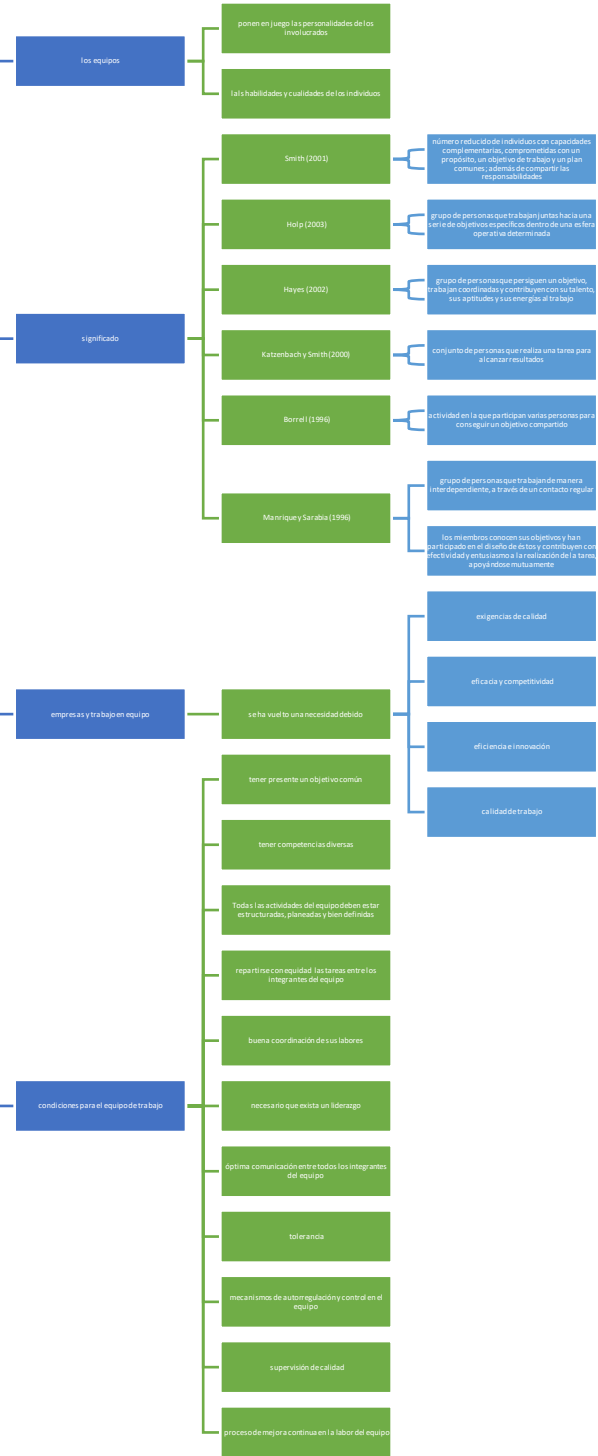 los equipos
ponen en juego las personalidades de los
involucrados
lals habilidades y cualidades de los individuos
significado
Smith (2001)
número reducido de individuos con capacidades
complementarias, comprometidas con un
propósito, un objetivo de trabajo y un plan
comunes; además de compartir las
responsabilidades
Holp (2003)
grupo de personas que trabajan juntas hacia una
serie de objetivos específicos dentro de una esfera
operativa determinada
Hayes (2002)
grupo de personas que persiguen un objetivo,
trabajan coordinadas y contribuyen con su talento,
sus aptitudes y sus energías al trabajo
Katzenbach y Smith (2000)
conjunto de personas que realiza una tarea para
alcanzar resultados
Borrell (1996)
actividad en la que participan varias personas para
conseguir un objetivo compartido
Manrique y Sarabia (1996)
grupo de personas que trabajan de manera
interdependiente, a través de un contacto regular
los miembros conocen sus objetivos y han
participado en el diseño de éstos y contribuyen con
efectividad y entusiasmo a la realización de la tarea,
apoyándose mutuamente
empresas y trabajo en equipo
se ha vuelto una necesidad debido
exigencias de calidad
eficacia y competitividad
eficiencia e innovación
calidad de trabajo
condiciones para el equipo de trabajo
tener presente un objetivo común
tener competencias diversas
Todas las actividades del equipo deben estar
estructuradas, planeadas y bien definidas
repartirse con equidad las tareas entre los
integrantes del equipo
buena coordinación de sus labores
necesario que exista un liderazgo
óptima comunicación entre todos los integrantes
del equipo
tolerancia
mecanismos de autorregulación y control en el
equipo
supervisión de calidad
proceso de mejora continua en la labor del equipo